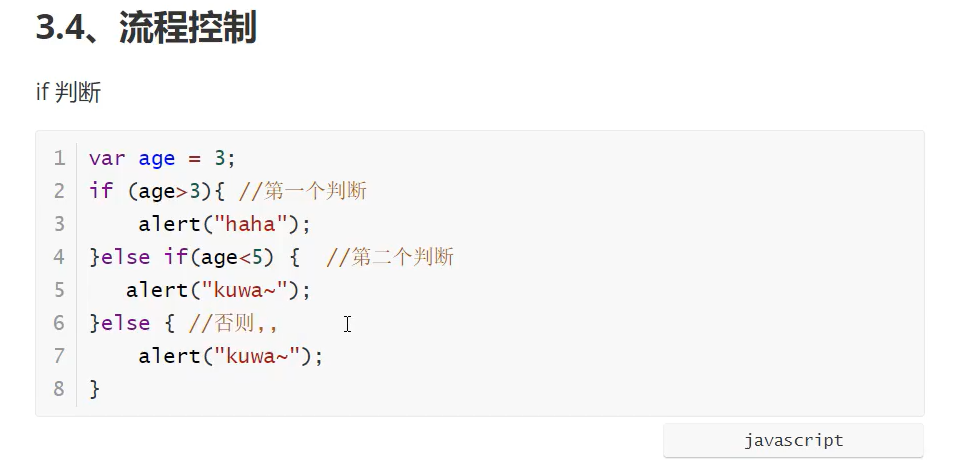 3.4、流程控制
if 判断
1 var age = 3;
2 if (age>3){ //第一个判断
3     alert("haha");
4 }else if(age<5) {  //第二个判断
5    alert("kuwa~");
6 }else { //否则,,
7     alert("kuwa~");
8 }
javascript